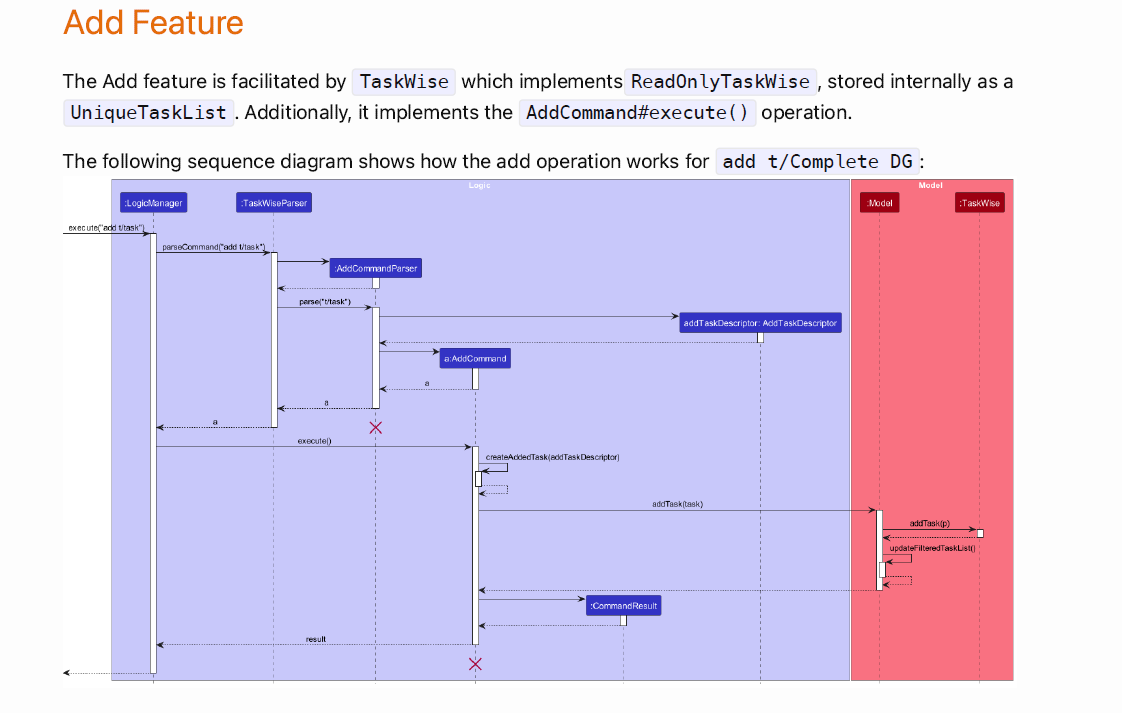 Add Feature
The Add feature is facilitated by TaskWise which implements ReadOnlyTaskWise , stored internally as a
UniqueTaskList . Additionally, it implements the AddCommand#execute() operation.
The following sequence diagram shows how the add operation works for add t/Complete DG :
Logic
Model
:LogicManager
:TaskWiseParser
:Model
:TaskWise
execute("add t/task")
parseCommand("add t/task")
:AddCommandParser
parse("t/task")
addTaskDescriptor: AddTaskDescriptor
a:AddCommand
a
a
a
execute()
createAddedTask(addTaskDescriptor)
addTask(task)
addTask(p)
updateFilteredTaskList()
:CommandResult
result